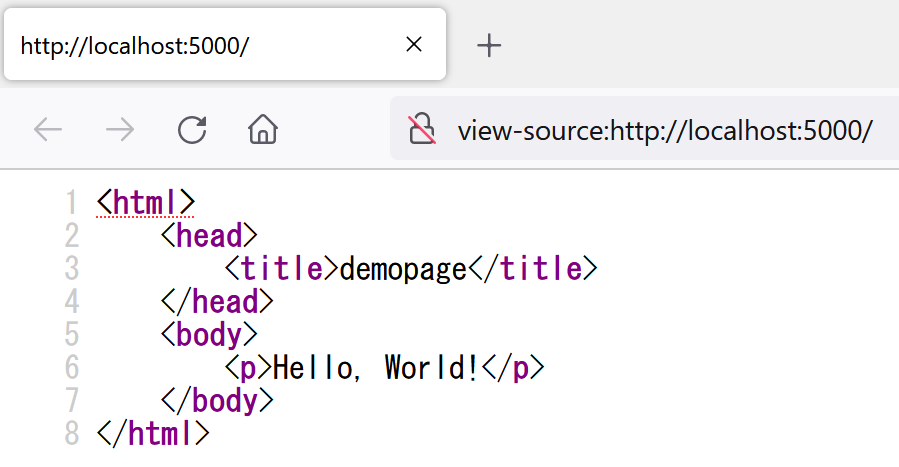 http://localhost:5000/
view-source:http://localhost:5000/
1 <html>
2 <head>
3 <title>demopage</title>
4 </head>
5 <body>
6 <p>Hello, World!</p>
7 </body>
8 </html>